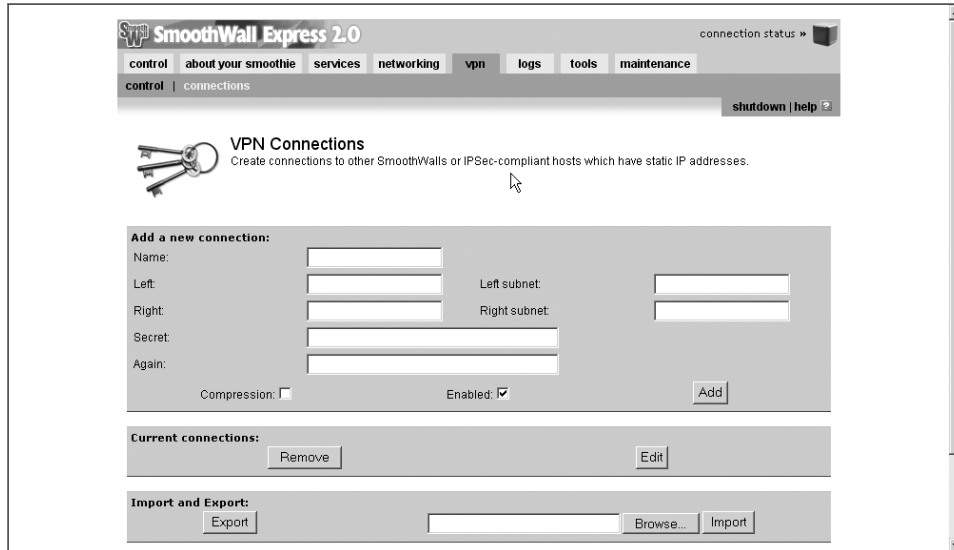 Smooth Wall SmoothWall Express 2.0 connection status »
control about your smoothie services networking vpn logs tools maintenance
control | connections
shutdown | help ?
VPN Connections
Create connections to other SmoothWalls or IPSec-compliant hosts which have static IP addresses.
Add a new connection:
Name:
Left: Left subnet:
Right: Right subnet:
Secret:
Again:
Compression: Enabled: Add
Current connections:
Remove Edit
Import and Export:
Export Browse... Import